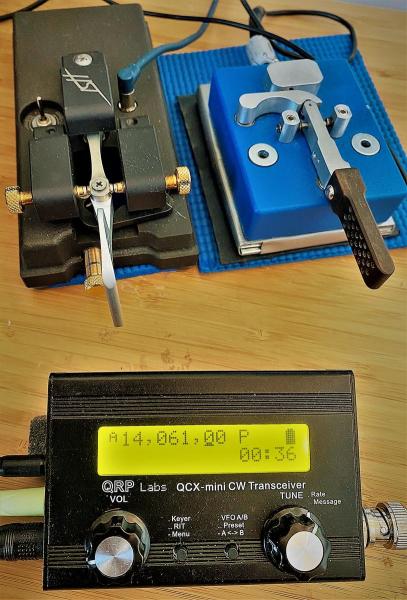 A14,061,00 P
00:36
QRP Labs QCX-mini CW Transceiver
VOL
TUNE
Rate
Message
Keyer
RIT
Menu
VFO A/B
Preset
A <-> B